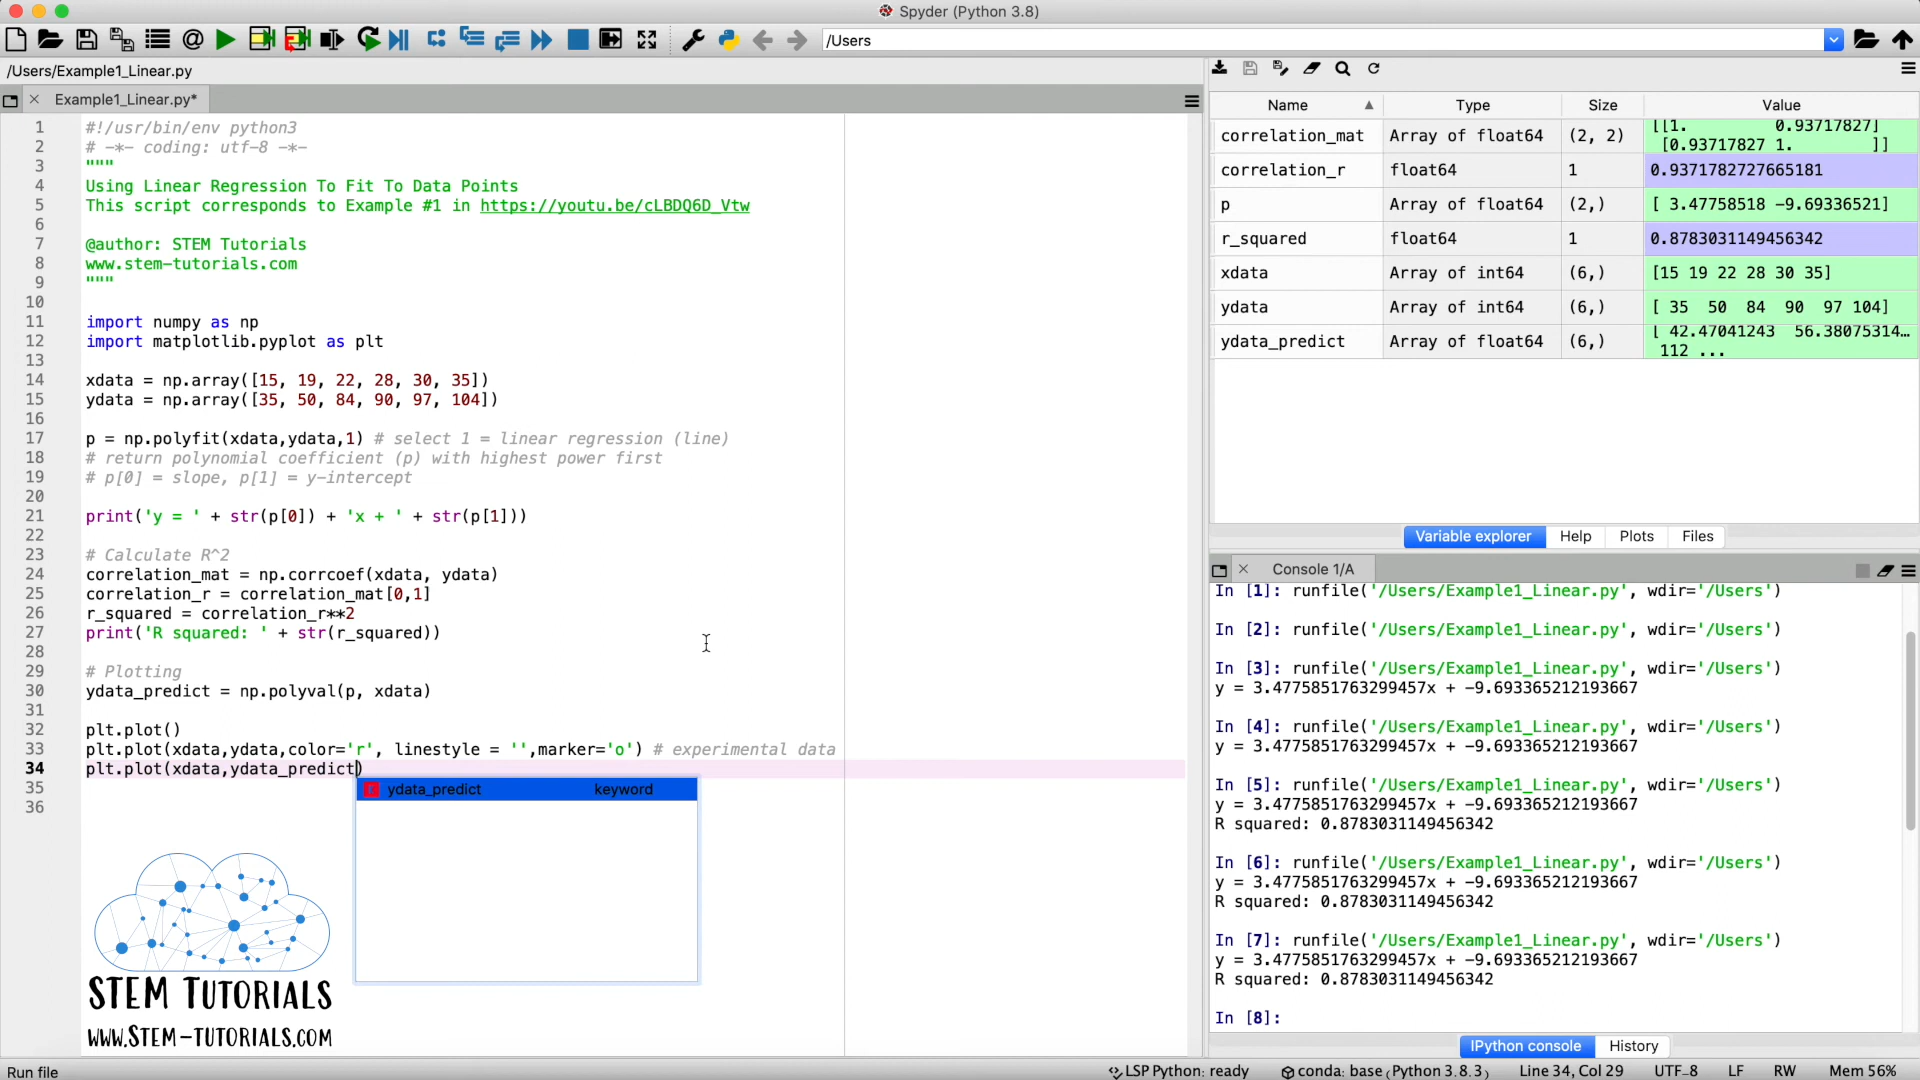 Spyder (Python 3.8)
/Users
/Users/Example1_Linear.py
Example1_Linear.py*
1 #!/usr/bin/env python3
2 # -*- coding: utf-8 -*-
3 """
4 Using Linear Regression To Fit To Data Points
5 This script corresponds to Example #1 in https://youtu.be/cLBDQ6D_Vtw
6
7 @author: STEM Tutorials
8 www.stem-tutorials.com
9 """
10
11 import numpy as np
12 import matplotlib.pyplot as plt
13
14 xdata = np.array([15, 19, 22, 28, 30, 35])
15 ydata = np.array([35, 50, 84, 90, 97, 104])
16
17 p = np.polyfit(xdata,ydata,1) # select 1 = linear regression (line)
18 # return polynomial coefficient (p) with highest power first
19 # p[0] = slope, p[1] = y-intercept
20
21 print('y = ' + str(p[0]) + 'x + ' + str(p[1]))
22
23 # Calculate R^2
24 correlation_mat = np.corrcoef(xdata, ydata)
25 correlation_r = correlation_mat[0,1]
26 r_squared = correlation_r**2
27 print('R squared: ' + str(r_squared))
28
29 # Plotting
30 ydata_predict = np.polyval(p, xdata)
31
32 plt.plot()
33 plt.plot(xdata,ydata,color='r', linestyle = '',marker='o') # experimental data
34 plt.plot(xdata,ydata_predict)
35 ydata_predict keyword
36
STEM TUTORIALS
WWW.STEM-TUTORIALS.COM
Name Type Size Value
correlation_mat Array of float64 (2, 2) [[1. 0.93717827]
[0.93717827 1. ]]
correlation_r float64 1 0.9371782727665181
p Array of float64 (2,) [ 3.47758518 -9.69336521]
r_squared float64 1 0.8783031149456342
xdata Array of int64 (6,) [15 19 22 28 30 35]
ydata Array of int64 (6,) [ 35 50 84 90 97 104]
ydata_predict Array of float64 (6,) [ 42.47041243 56.38075314…
112 ...
Variable explorer Help Plots Files
Console 1/A
In [1]: runfile('/Users/Example1_Linear.py', wdir='/Users')
In [2]: runfile('/Users/Example1_Linear.py', wdir='/Users')
In [3]: runfile('/Users/Example1_Linear.py', wdir='/Users')
y = 3.4775851763299457x + -9.693365212193667
In [4]: runfile('/Users/Example1_Linear.py', wdir='/Users')
y = 3.4775851763299457x + -9.693365212193667
In [5]: runfile('/Users/Example1_Linear.py', wdir='/Users')
y = 3.4775851763299457x + -9.693365212193667
R squared: 0.8783031149456342
In [6]: runfile('/Users/Example1_Linear.py', wdir='/Users')
y = 3.4775851763299457x + -9.693365212193667
R squared: 0.8783031149456342
In [7]: runfile('/Users/Example1_Linear.py', wdir='/Users')
y = 3.4775851763299457x + -9.693365212193667
R squared: 0.8783031149456342
In [8]:
IPython console History
Run file LSP Python: ready conda: base (Python 3.8.3) Line 34, Col 29 UTF-8 LF RW Mem 56%